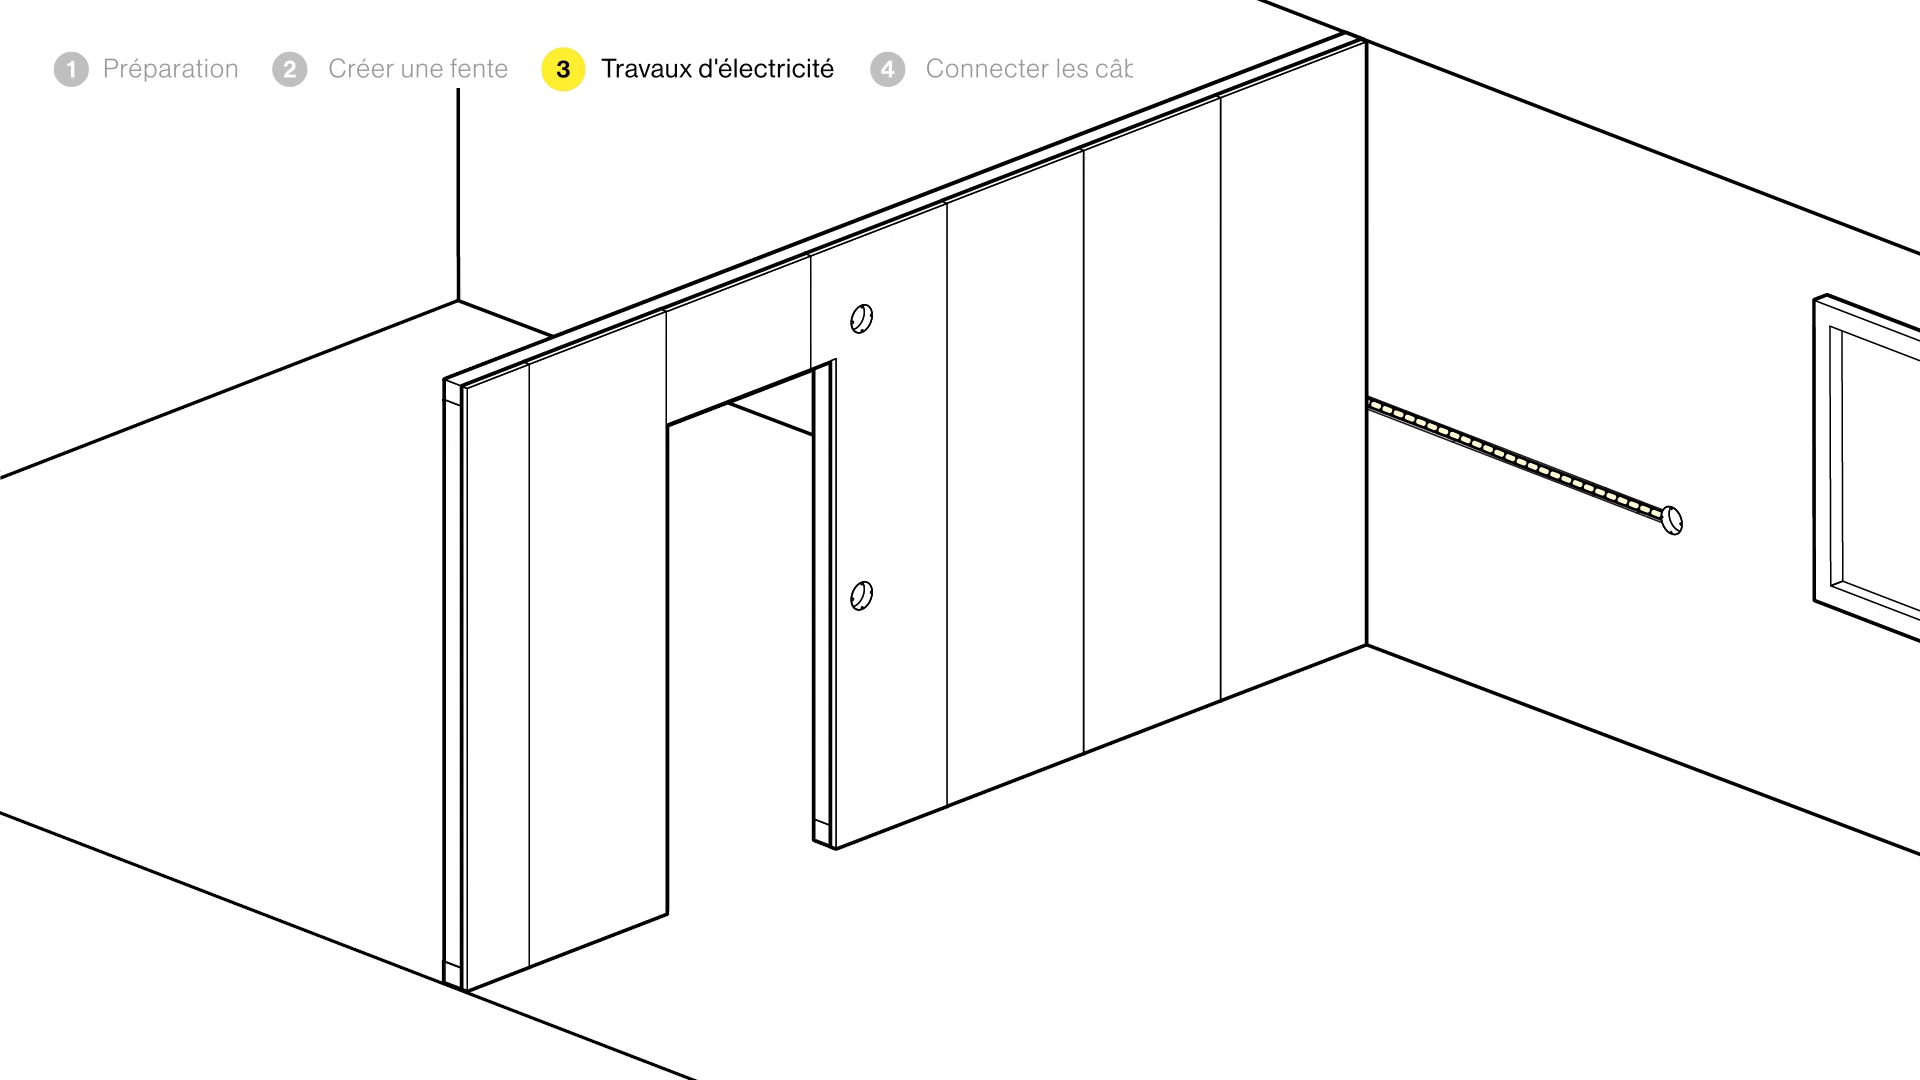 1 Préparation 2 Créer une fente 3 Travaux d'électricité 4 Connecter les